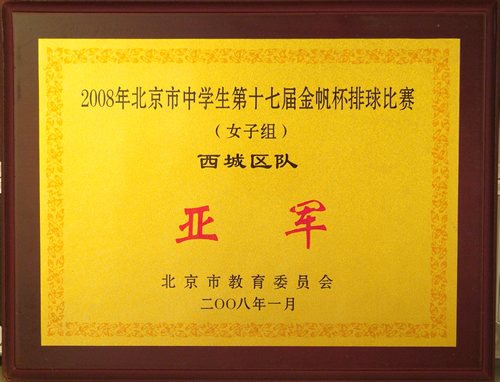 2008年北京市中学生第十七届金帆杯排球比赛
（女子组）
西城区队
亚 军
北京市教育委员会
二〇〇八年一月